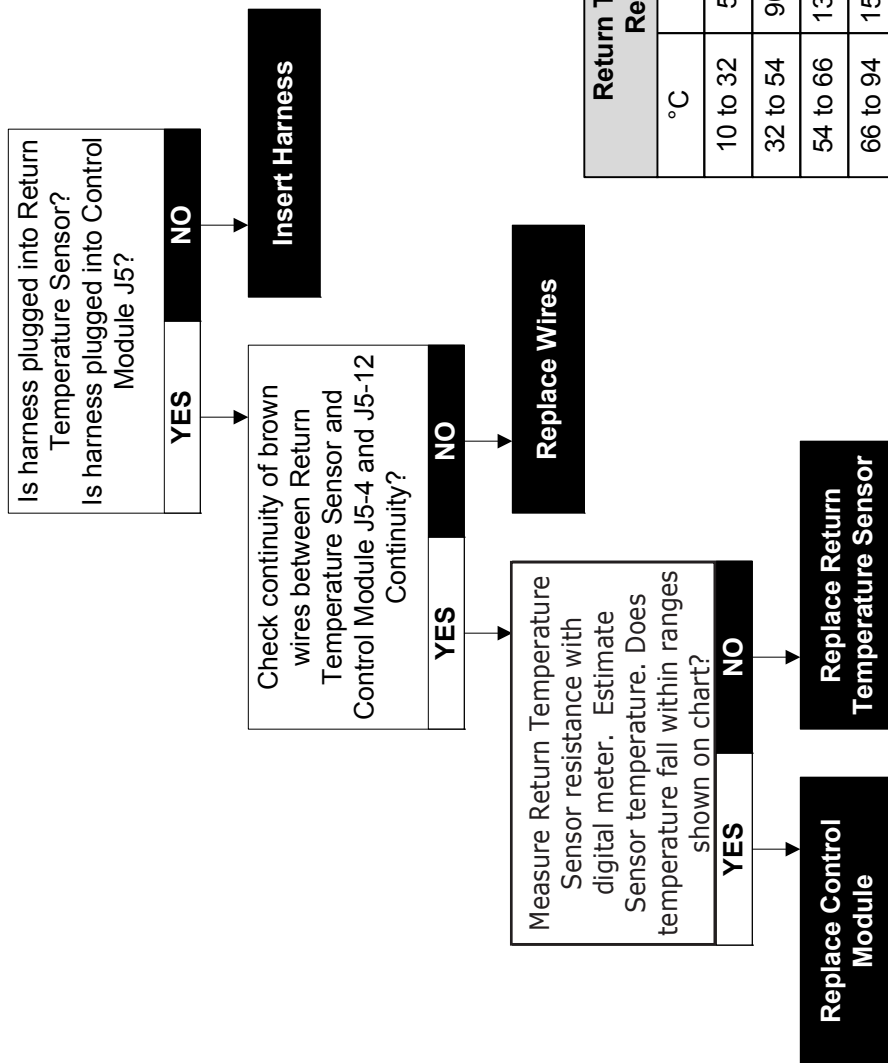 Is harness plugged into Return
Temperature Sensor?
Is harness plugged into Control
Module J5?
YES
NO
Insert Harness
Check continuity of brown
wires between Return
Temperature Sensor and
Control Module J5-4 and J5-12
Continuity?
YES
NO
Replace Wires
Measure Return Temperature
Sensor resistance with
digital meter. Estimate
Sensor temperature. Does
temperature fall within ranges
shown on chart?
YES
NO
Replace Control
Module
Replace Return
Temperature Sensor
Return
°C
10 to 32
32 to 54
54 to 66
66 to 94